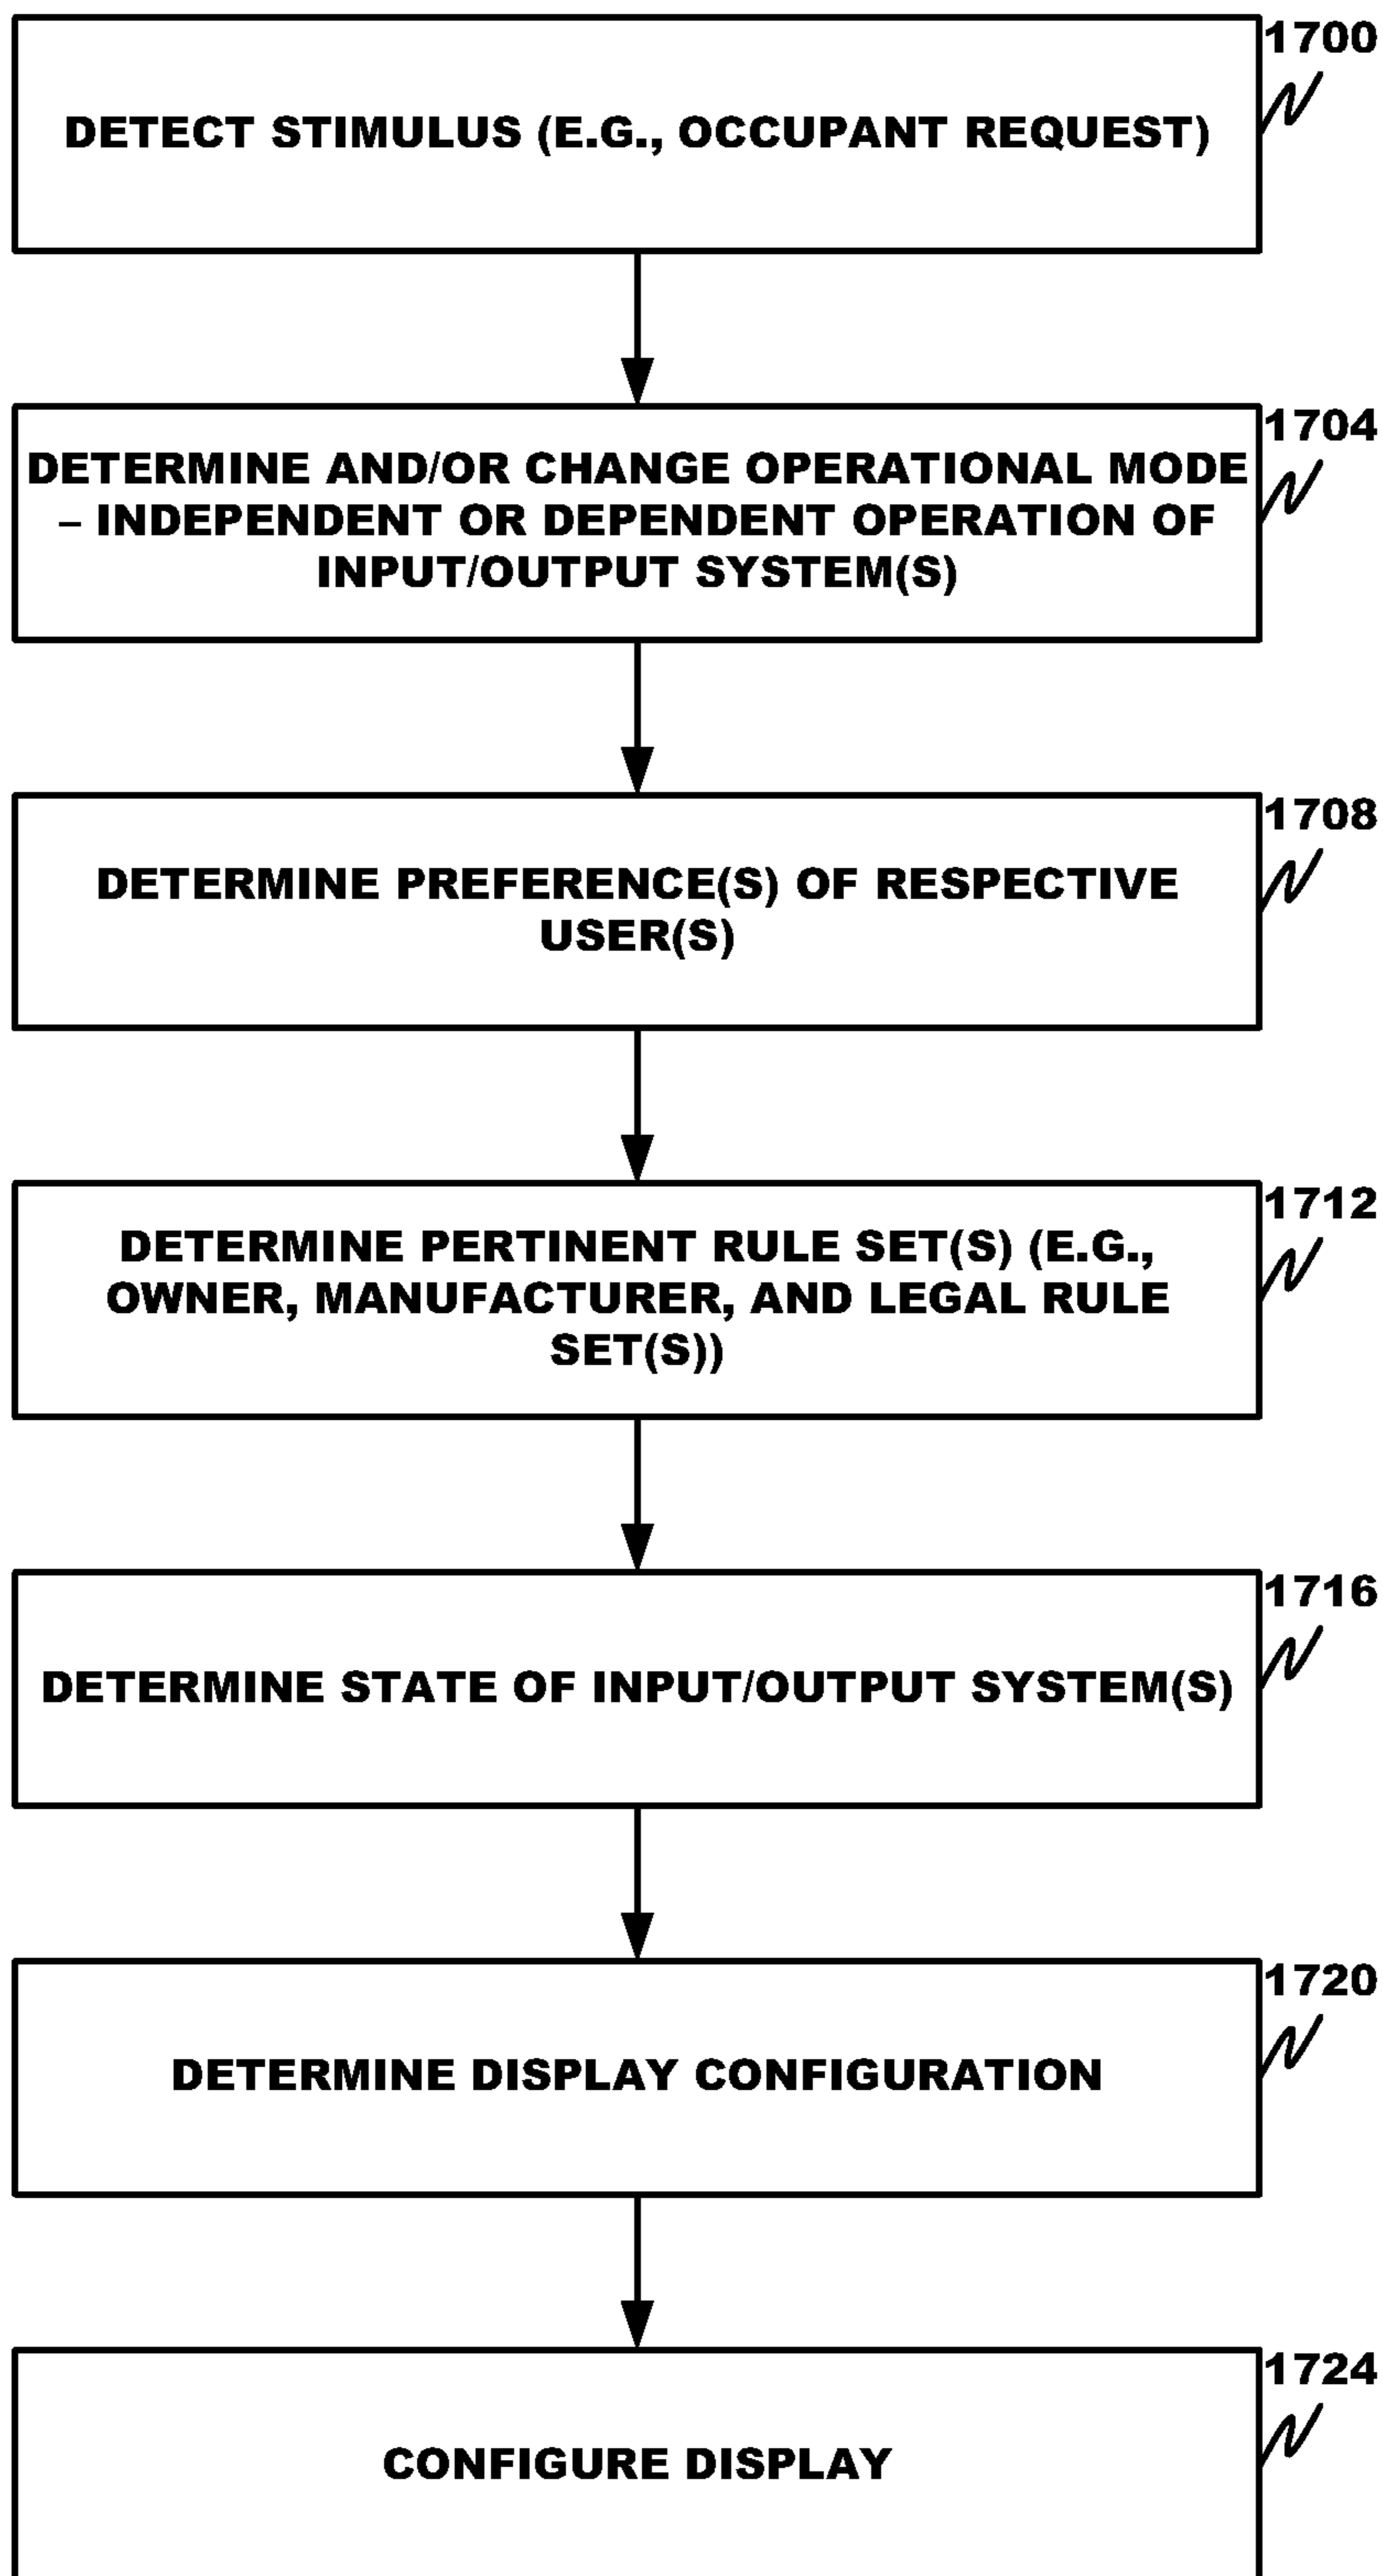 1700
DETECT STIMULUS (E.G., OCCUPANT REQUEST)
1704
DETERMINE AND/OR CHANGE OPERATIONAL MODE
– INDEPENDENT OR DEPENDENT OPERATION OF
INPUT/OUTPUT SYSTEM(S)
1708
DETERMINE PREFERENCE(S) OF RESPECTIVE
USER(S)
1712
DETERMINE PERTINENT RULE SET(S) (E.G.,
OWNER, MANUFACTURER, AND LEGAL RULE
SET(S))
1716
DETERMINE STATE OF INPUT/OUTPUT SYSTEM(S)
1720
DETERMINE DISPLAY CONFIGURATION
1724
CONFIGURE DISPLAY